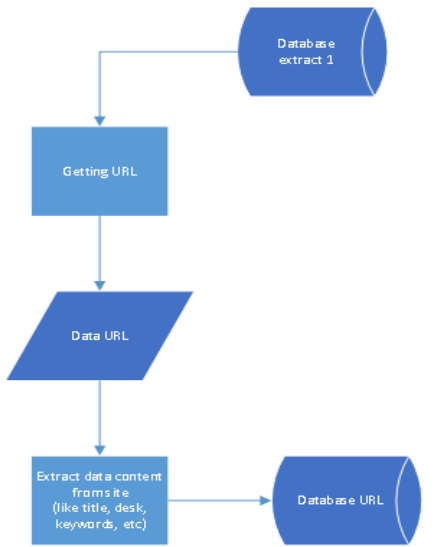 Database
extract 1
Getting URL
Data URL
Extract data content
from site
(like title, desk,
keywords, etc)
Database URL